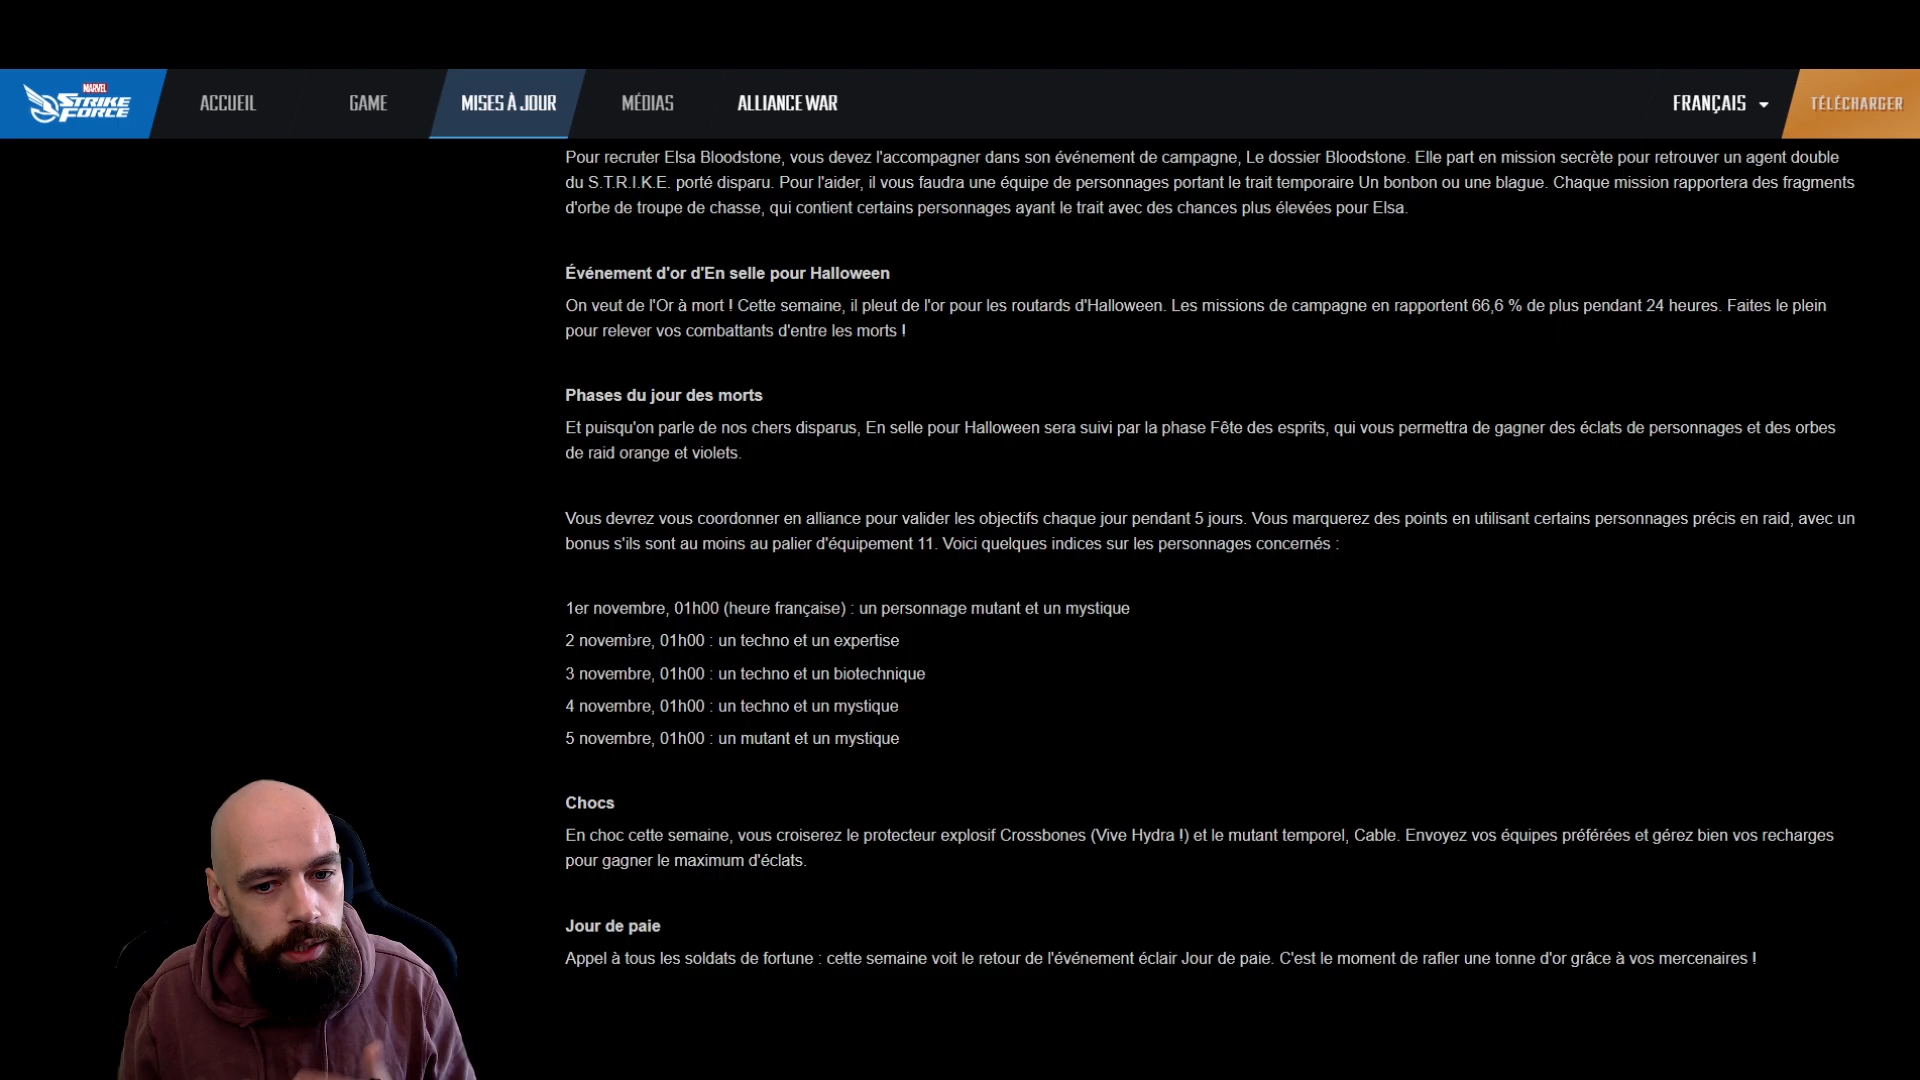 MARVEL
STRIKE
FORCE
ACCUEIL
GAME
MISES À JOUR
MÉDIAS
ALLIANCE WAR
FRANÇAIS
TÉLÉCHARGER
Pour recruter Elsa Bloodstone, vous devez l'accompagner dans son événement de campagne, Le dossier Bloodstone. Elle part en mission secrète pour retrouver un agent double
du S.T.R.I.K.E. porté disparu. Pour l'aider, il vous faudra une équipe de personnages portant le trait temporaire Un bonbon ou une blague. Chaque mission rapportera des fragments
d'orbe de troupe de chasse, qui contient certains personnages ayant le trait avec des chances plus élevées pour Elsa.
Événement d'or d'En selle pour Halloween
On veut de l'Or à mort ! Cette semaine, il pleut de l'or pour les routards d'Halloween. Les missions de campagne en rapportent 66,6 % de plus pendant 24 heures. Faites le plein
pour relever vos combattants d'entre les morts !
Phases du jour des morts
Et puisqu'on parle de nos chers disparus, En selle pour Halloween sera suivi par la phase Fête des esprits, qui vous permettra de gagner des éclats de personnages et des orbes
de raid orange et violets.
Vous devrez vous coordonner en alliance pour valider les objectifs chaque jour pendant 5 jours. Vous marquerez des points en utilisant certains personnages précis en raid, avec un
bonus s'ils sont au moins au palier d'équipement 11. Voici quelques indices sur les personnages concernés :
1er novembre, 01h00 (heure française) : un personnage mutant et un mystique
2 novembre, 01h00 : un techno et un expertise
3 novembre, 01h00 : un techno et un biotechnique
4 novembre, 01h00 : un techno et un mystique
5 novembre, 01h00 : un mutant et un mystique
Chocs
En choc cette semaine, vous croiserez le protecteur explosif Crossbones (Vive Hydra !) et le mutant temporel, Cable. Envoyez vos équipes préférées et gérez bien vos recharges
pour gagner le maximum d'éclats.
Jour de paie
Appel à tous les soldats de fortune : cette semaine voit le retour de l'événement éclair Jour de paie. C'est le moment de rafler une tonne d'or grâce à vos mercenaires !